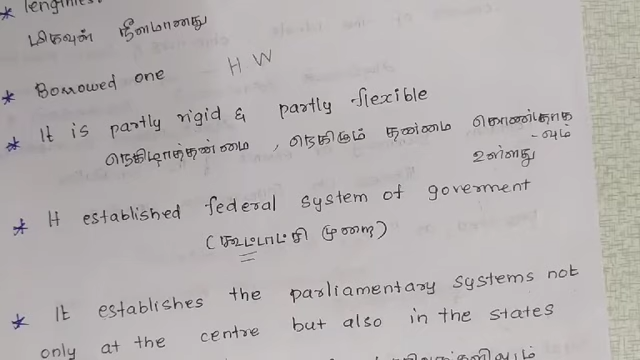 * lengthiest
மிகவும் நீளமானது
* Borrowed one
H W
* It is partly rigid & partly flexible
நெகிழாத்தன்மை, நெகிழும் தன்மை கொண்டதாக
-வும்
உள்ளது
* It established federal system of goverment
(கூட்டாட்சி முறை)
* It establishes the parliamentary systems not
only at the centre but also in the states